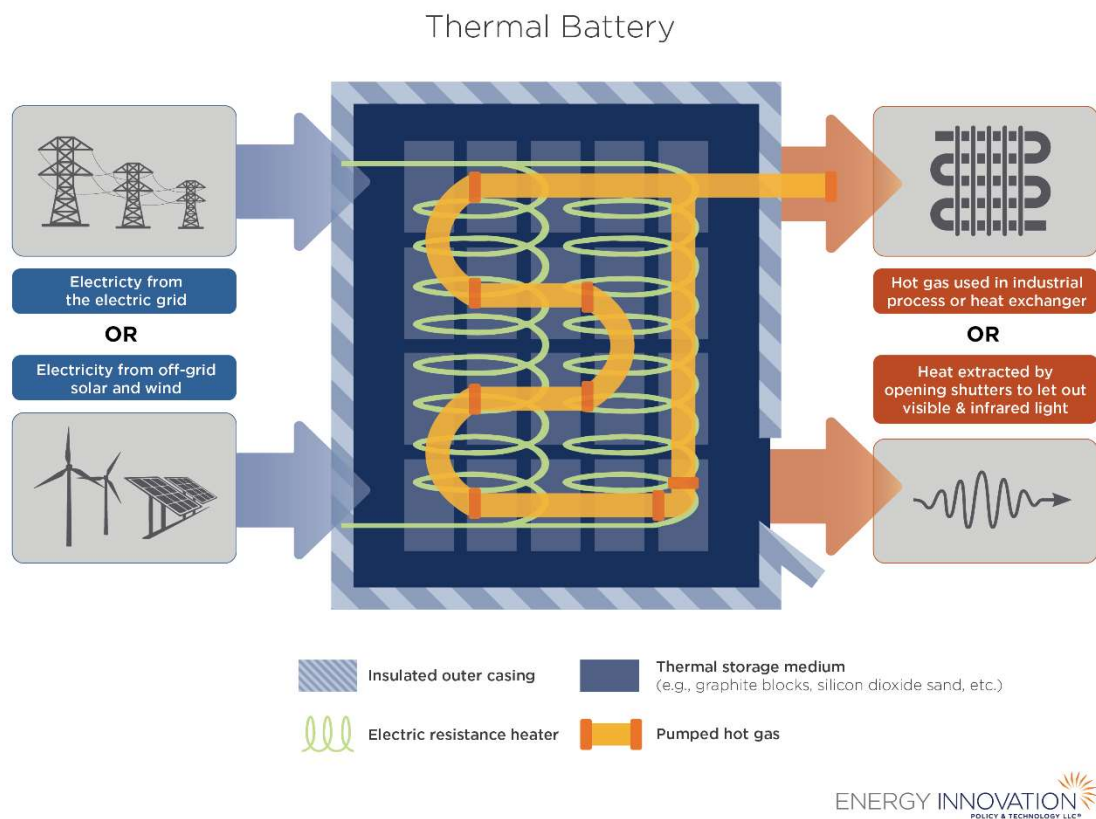 Thermal Battery
Electricty from
the electric grid
OR
Electricity from off-grid
solar and wind
Hot gas used in industrial
process or heat exchanger
OR
Heat extracted by
opening shutters to let out
visible & infrared light
Insulated outer casing
Thermal storage medium
(e.g., graphite blocks, silicon dioxide sand, etc.)
Electric resistance heater
Pumped hot gas
ENERGY INNOVATION
POLICY & TECHNOLOGY LLC®